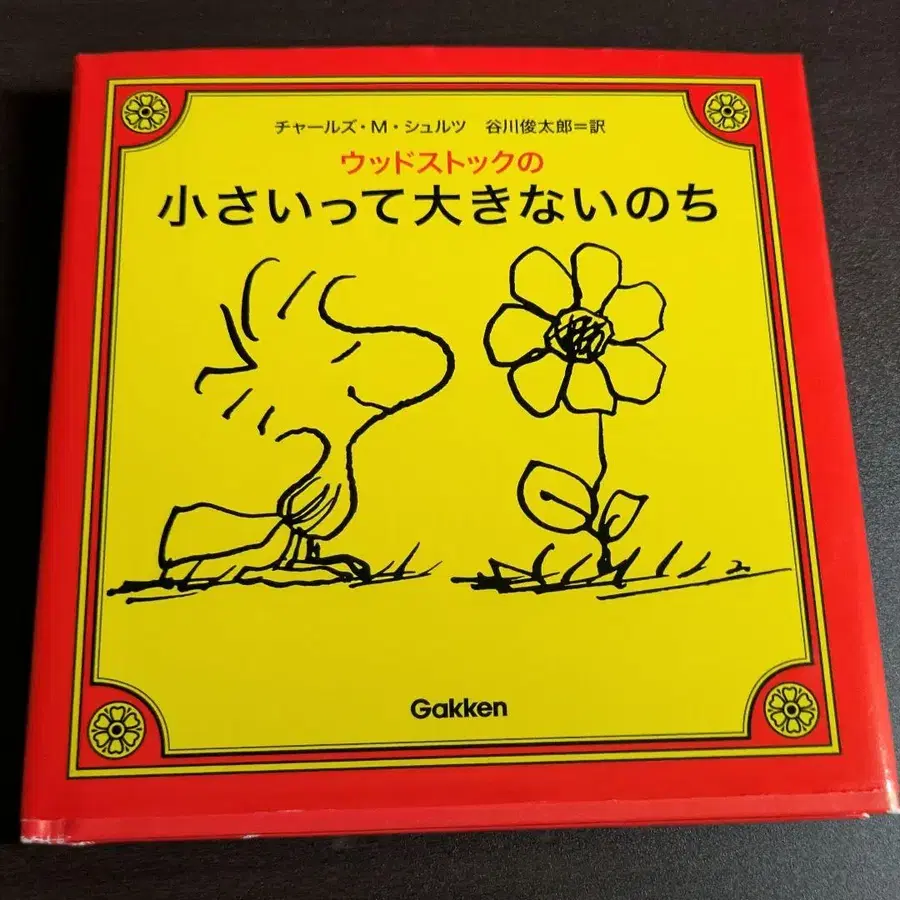 チャールズ・M・シュルツ 谷川俊太郎=訳
ウッドストックの
小さいって大きないのち
Gakken